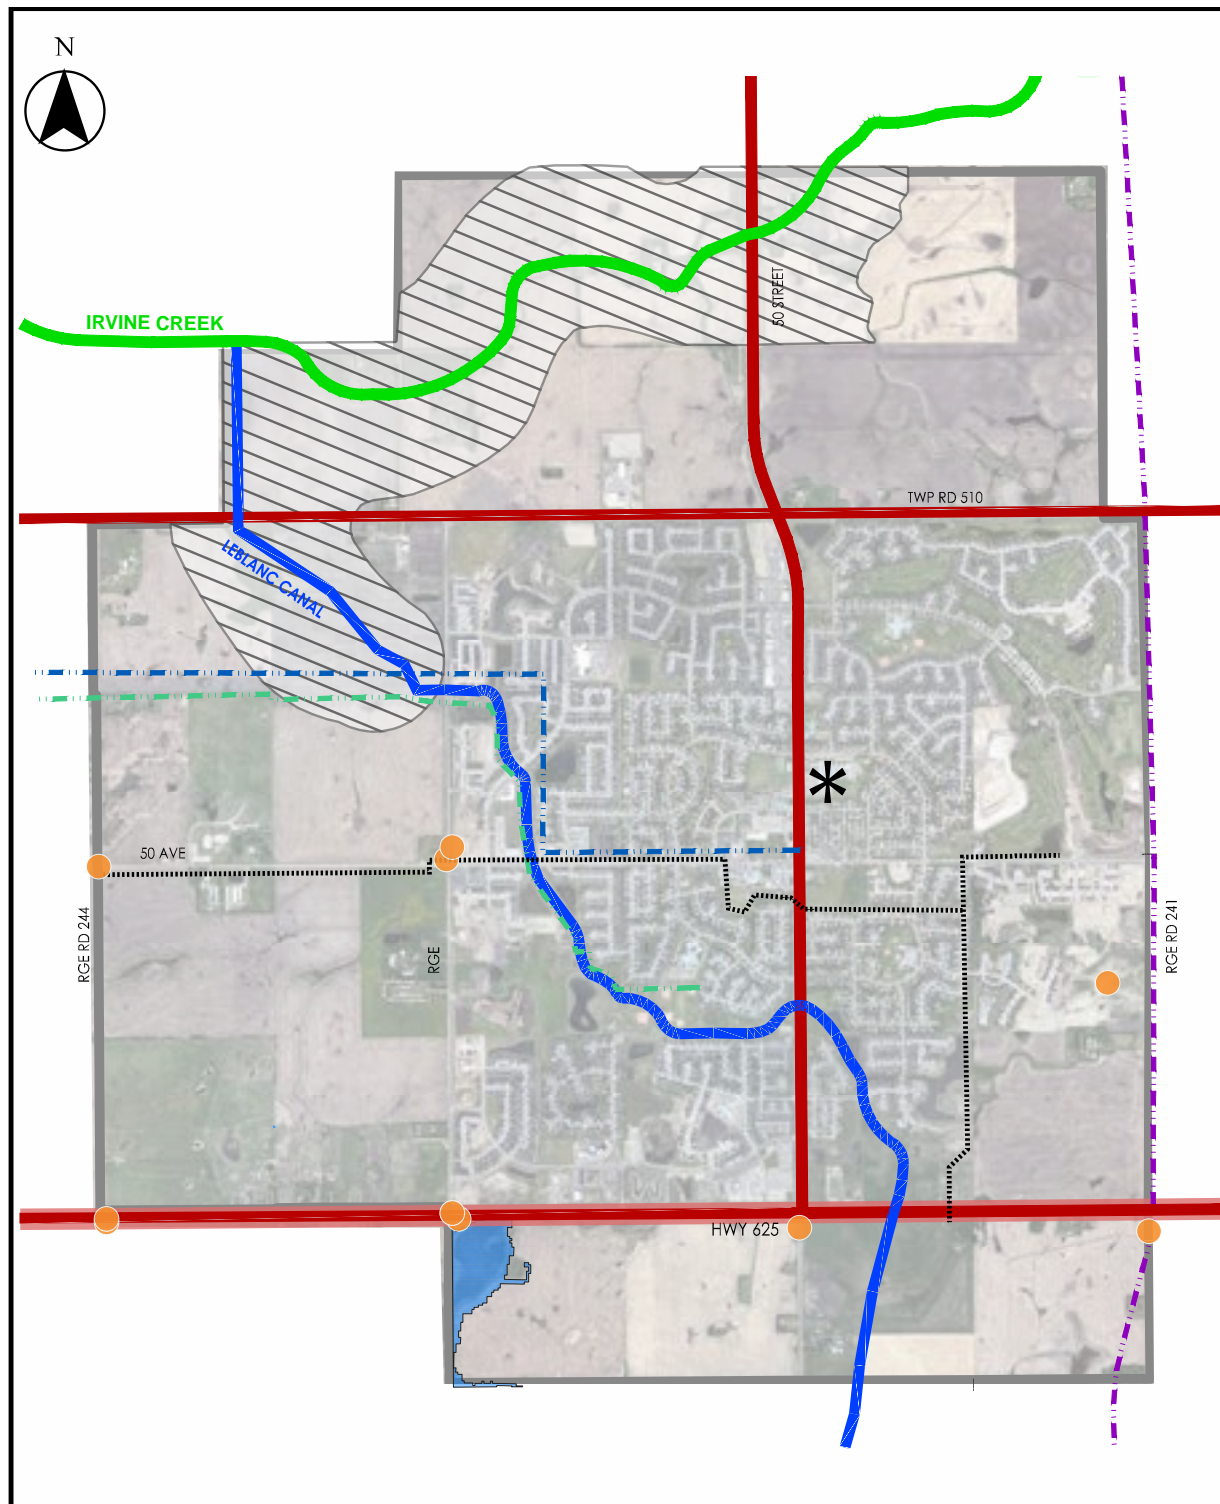 N
IRVINE CREEK
50 STREET
TWP RD 510
LEBLANC CANAL
50 AVE
RGE RD 244
RGE
RGE RD 241
HWY 625